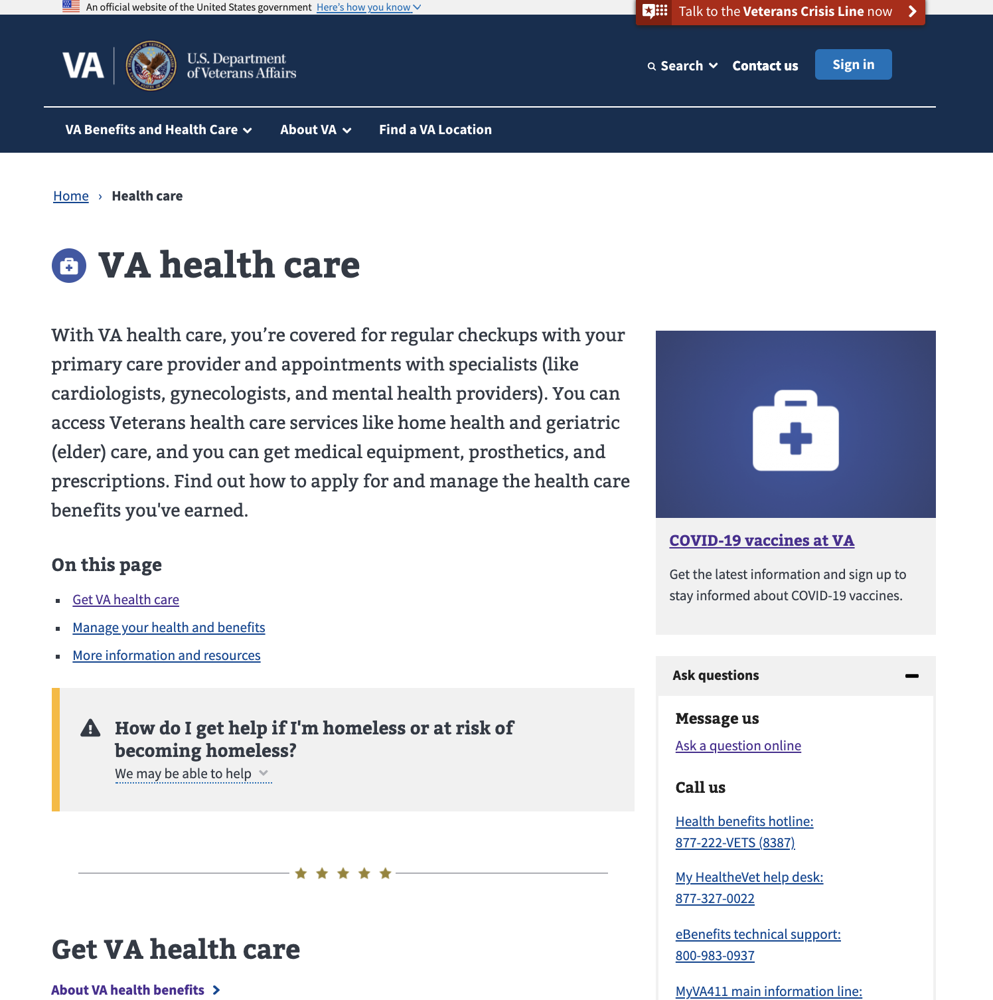 An official website of the United States government Here's how you know
Talk to the Veterans Crisis Line now
VA
U.S. Department
of Veterans Affairs
Search
Contact us
Sign in
VA Benefits and Health Care
About VA
Find a VA Location
Home › Health care
VA health care
With VA health care, you’re covered for regular checkups with your
primary care provider and appointments with specialists (like
cardiologists, gynecologists, and mental health providers). You can
access Veterans health care services like home health and geriatric
(elder) care, and you can get medical equipment, prosthetics, and
prescriptions. Find out how to apply for and manage the health care
benefits you've earned.
On this page
Get VA health care
Manage your health and benefits
More information and resources
How do I get help if I'm homeless or at risk of
becoming homeless?
We may be able to help
Get VA health care
About VA health benefits
COVID-19 vaccines at VA
Get the latest information and sign up to
stay informed about COVID-19 vaccines.
Ask questions
Message us
Ask a question online
Call us
Health benefits hotline:
877-222-VETS (8387)
My HealtheVet help desk:
877-327-0022
eBenefits technical support:
800-983-0937
MyVA411 main information line: